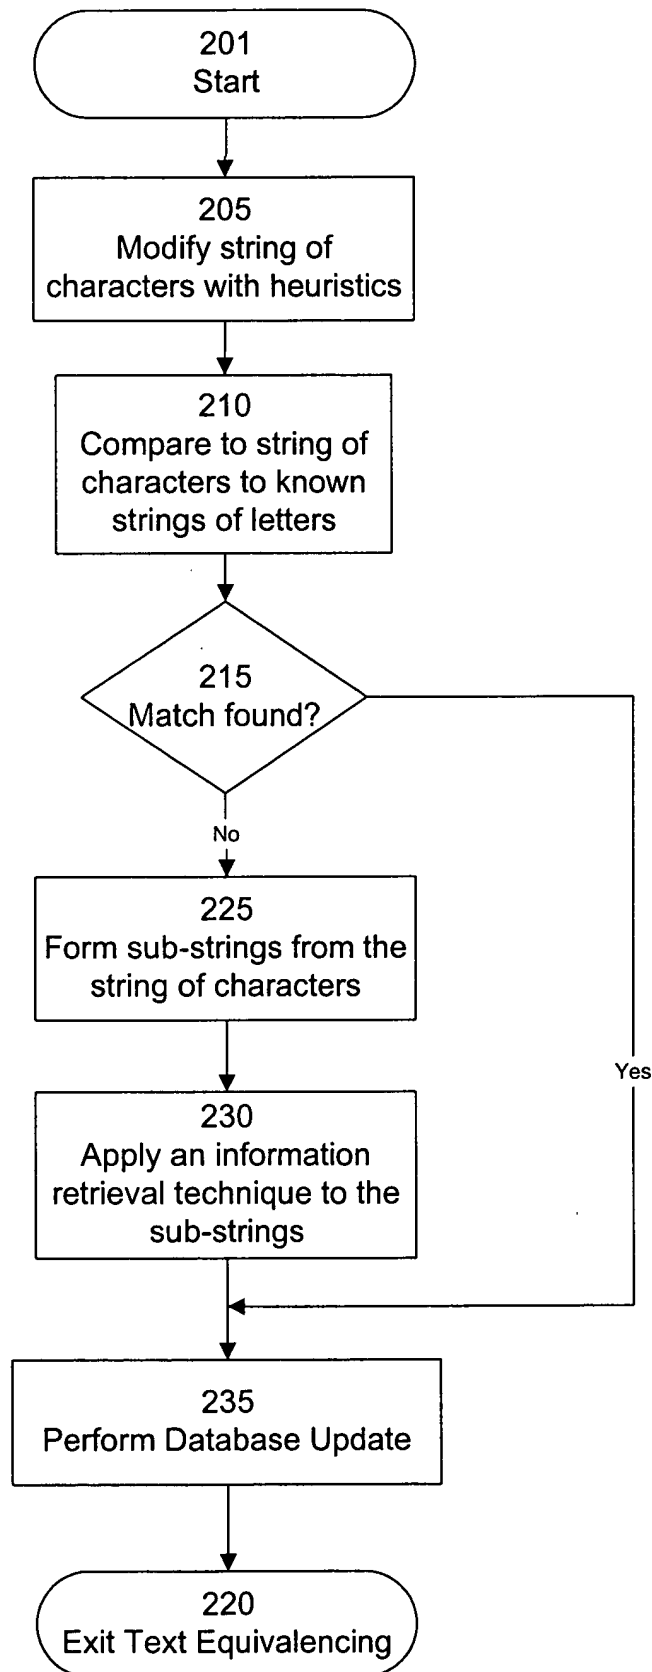 201
Start
205
Modify string of
characters with heuristics
210
Compare to string of
characters to known
strings of letters
215
Match found?
No
225
Form sub-strings from the
string of characters
Yes
230
Apply an information
retrieval technique to the
sub-strings
235
Perform Database Update
220
Exit Text Equivalencing